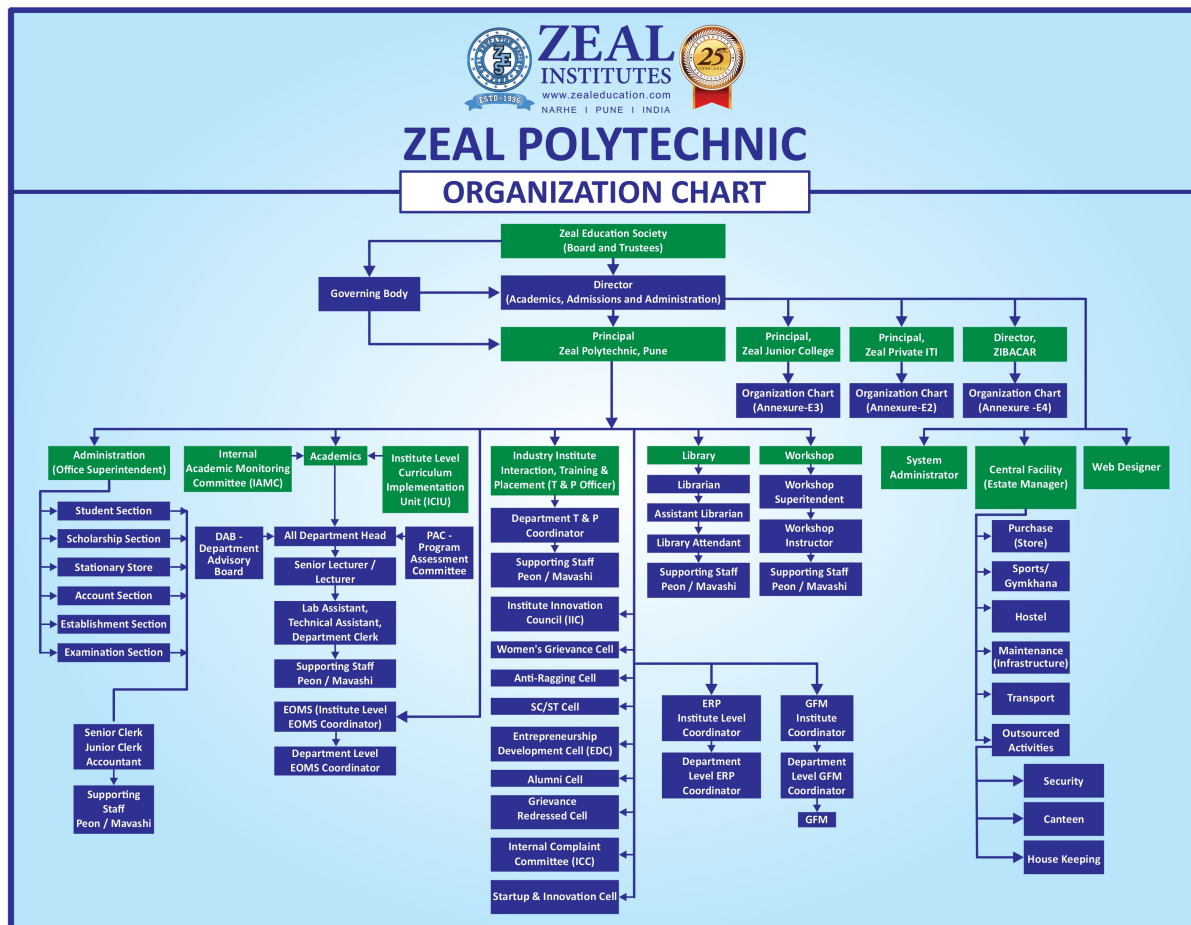 ZEAL EDUCATION SOCIETY
ZES
ESTD-1996
ZEAL
INSTITUTES
www.zealeducation.com
NARHE I PUNE I INDIA
25
ZEAL POLYTECHNIC
ORGANIZATION CHART
Zeal Education Society
(Board and Trustees)
Governing Body
Director
(Academics, Admissions and Administration)
Principal
Zeal Polytechnic, Pune
Principal,
Zeal Junior College
Principal,
Zeal Private ITI
Director,
ZIBACAR
Organization Chart
(Annexure-E3)
Organization Chart
(Annexure-E2)
Organization Chart
(Annexure -E4)
Administration
(Office Superintendent)
Internal
Academic Monitoring
Committee (IAMC)
Academics
Institute Level
Curriculum
Implementation
Unit (ICIU)
Industry Institute
Interaction, Training &
Placement (T & P Officer)
Library
Workshop
System
Administrator
Central Facility
(Estate Manager)
Web Designer
Student Section
Scholarship Section
Stationary Store
Account Section
Establishment Section
Examination Section
Senior Clerk
Junior Clerk
Accountant
Supporting
Staff
Peon / Mavashi
DAB -
Department
Advisory
Board
All Department Head
PAC -
Program
Assessment
Committee
Senior Lecturer /
Lecturer
Lab Assistant,
Technical Assistant,
Department Clerk
Supporting Staff
Peon / Mavashi
EOMS (Institute Level
EOMS Coordinator)
Department Level
EOMS Coordinator
Department T & P
Coordinator
Supporting Staff
Peon / Mavashi
Institute Innovation
Council (IIC)
Women's Grievance Cell
Anti-Ragging Cell
SC/ST Cell
Entrepreneurship
Development Cell (EDC)
Alumni Cell
Grievance
Redressed Cell
Internal Complaint
Committee (ICC)
Startup & Innovation Cell
Librarian
Assistant Librarian
Library Attendant
Supporting Staff
Peon / Mavashi
Workshop
Superitendent
Workshop
Instructor
Supporting Staff
Peon / Mavashi
ERP
Institute Level
Coordinator
Department
Level ERP
Coordinator
GFM
Institute
Coordinator
Department
Level GFM
Coordinator
GFM
Purchase
(Store)
Sports/
Gymkhana
Hostel
Maintenance
(Infrastructure)
Transport
Outsourced
Activities
Security
Canteen
House Keeping